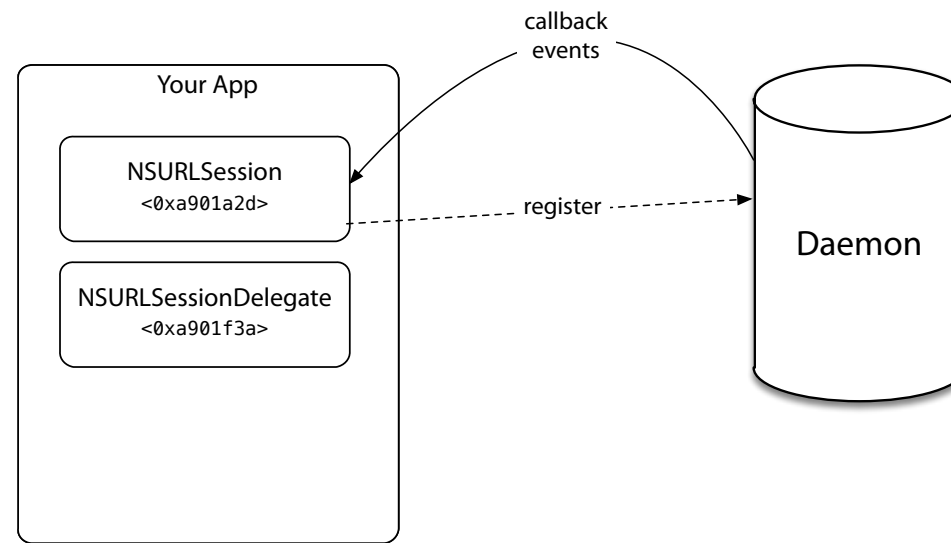 callback
events
Your App
NSURLSession
<0xa901a2d>
register
Daemon
NSURLSessionDelegate
<0xa901f3a>